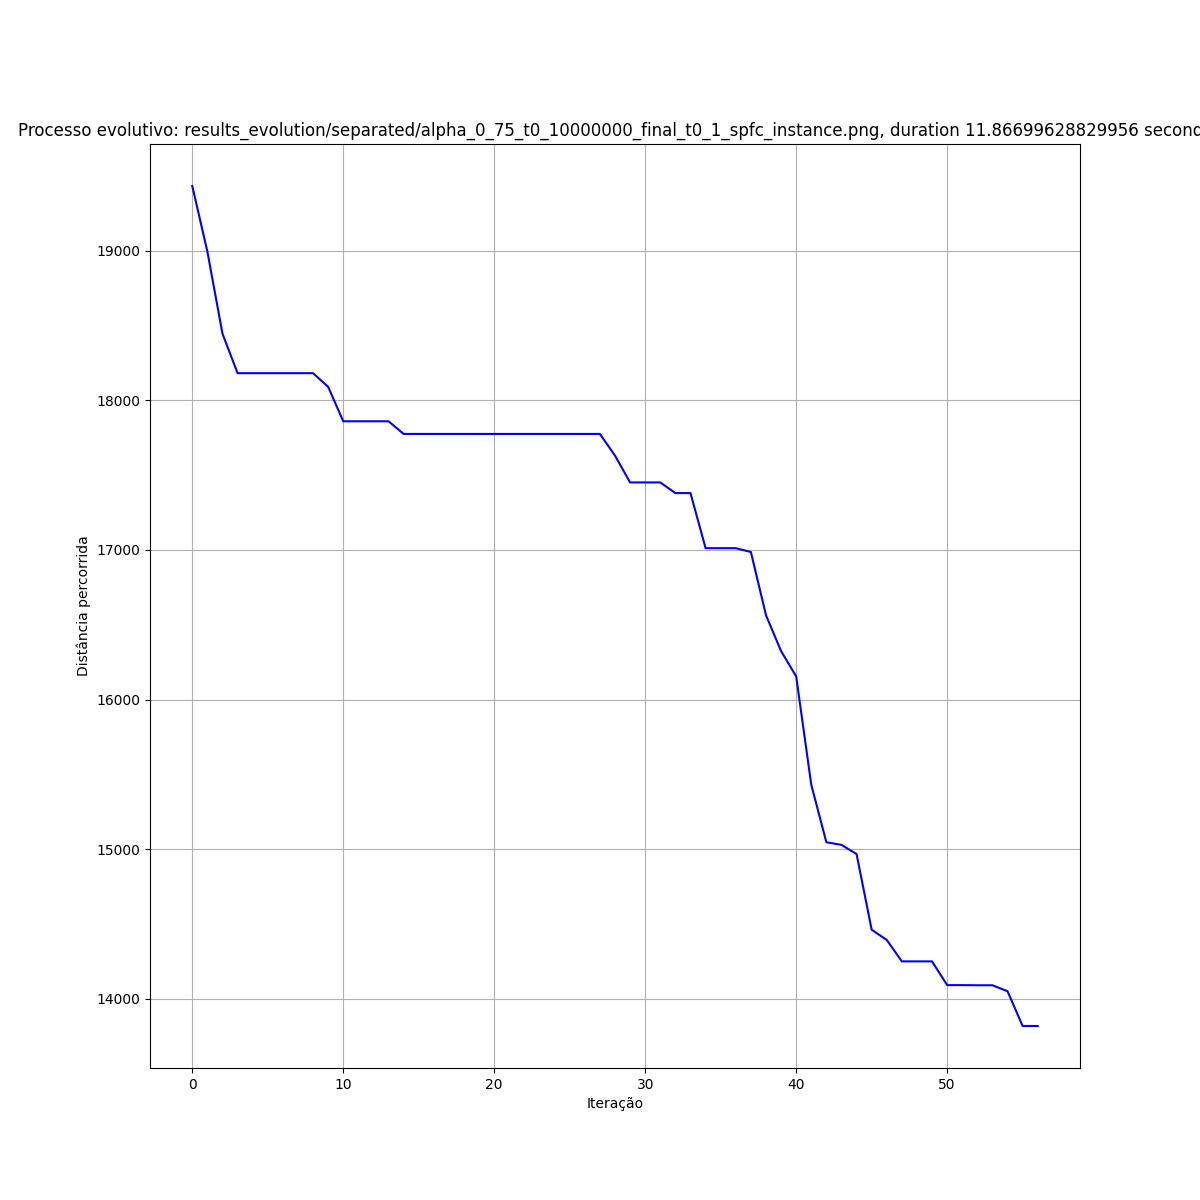 Processo evolutivo: results_evolution/separated/alpha_0_75_t0_10000000_final_t0_1_spfc_instance.png, duration 11.86699628829956 second
19000
18000
17000
16000
15000
14000
Distância percorrida
0 10 20 30 40 50
Iteração